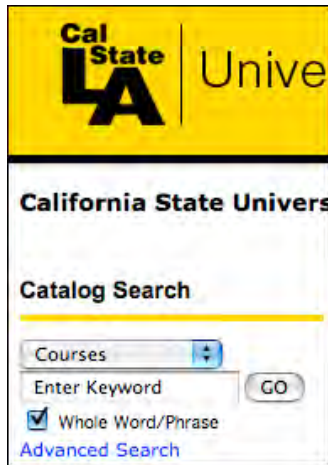 Cal
State
LA
Unive
California State Univers
Catalog Search
Courses
Enter Keyword GO
Whole Word/Phrase
Advanced Search